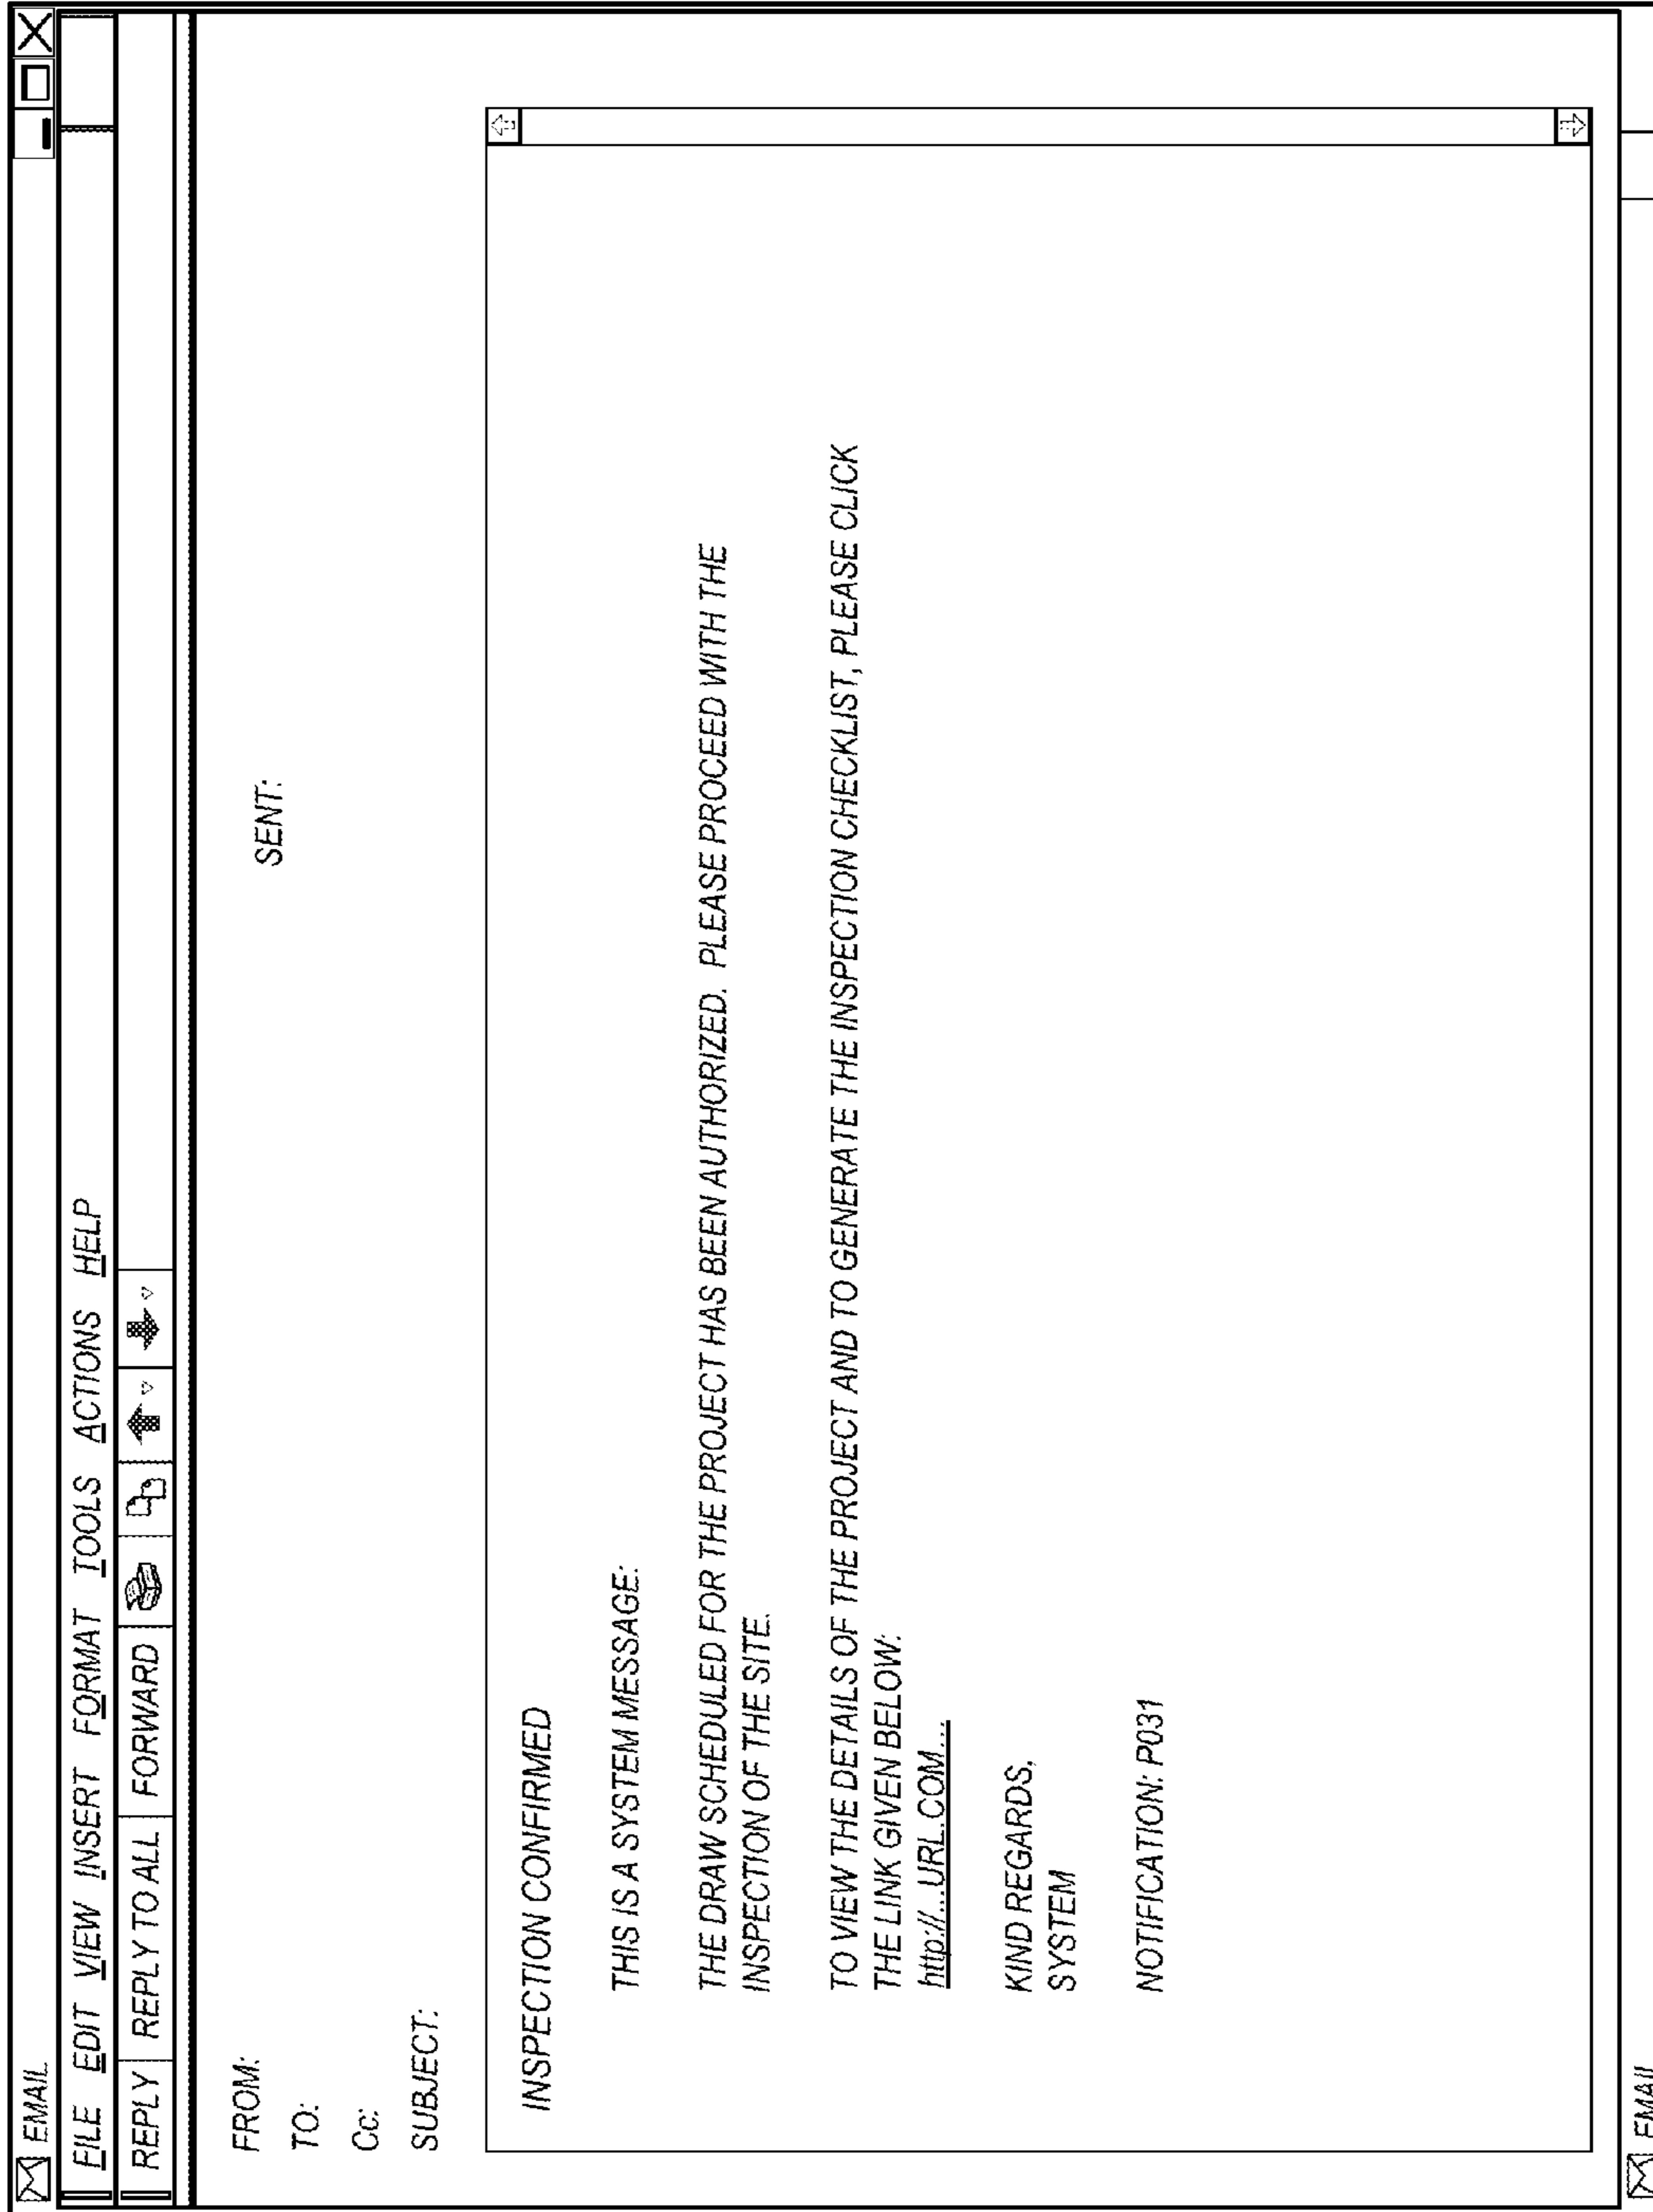 EMAIL
FILE EDIT VIEW INSERT FORMAT TOOLS ACTIONS HELP
REPLY REPLY TO ALL FORWARD
FROM:
SENT:
TO:
Cc:
SUBJECT:
INSPECTION CONFIRMED
THIS IS A SYSTEM MESSAGE:
THE DRAW SCHEDULED FOR THE PROJECT HAS BEEN AUTHORIZED. PLEASE PROCEED WITH THE
INSPECTION OF THE SITE.
TO VIEW THE DETAILS OF THE PROJECT AND TO GENERATE THE INSPECTION CHECKLIST, PLEASE CLICK
THE LINK GIVEN BELOW:
http://...URL.COM...
KIND REGARDS,
SYSTEM
NOTIFICATION: P031
EMAIL